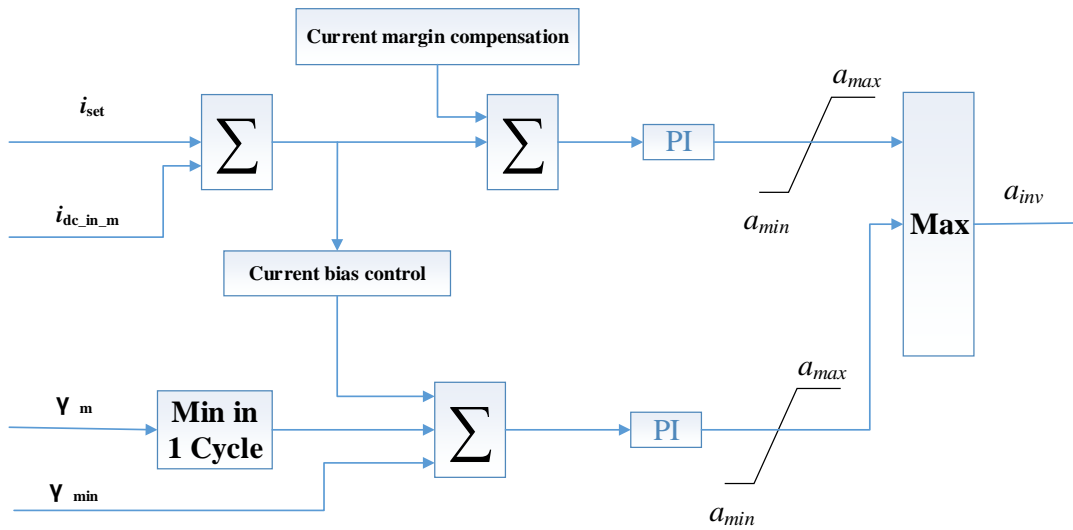 Current margin compensation
i_set
∑
∑
PI
a_max
a_min
i_dc_in_m
Max
a_inv
Current bias control
γ m
Min in
1 Cycle
∑
PI
a_max
a_min
γ min